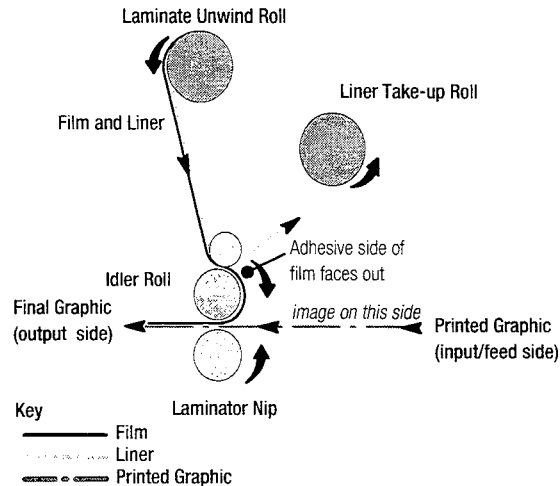 Laminate Unwind Roll
Liner Take-up Roll
Film and Liner
Adhesive side of
film faces out
Idler Roll
Final Graphic
(output side)
image on this side
Printed Graphic
(input/feed side)
Laminator Nip
Key
Film
Liner
Printed Graphic